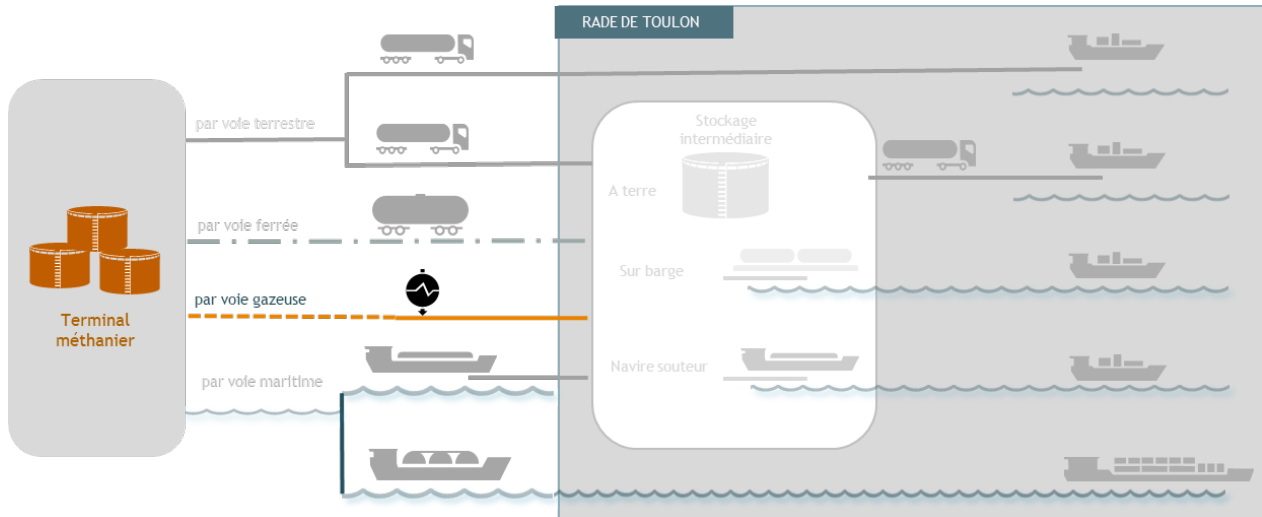 RADE DE TOULON
par voie terrestre
Stockage
intermédiaire
A terre
par voie ferrée
Sur barge
par voie gazeuse
Terminal
méthanier
Navire souteur
par voie maritime